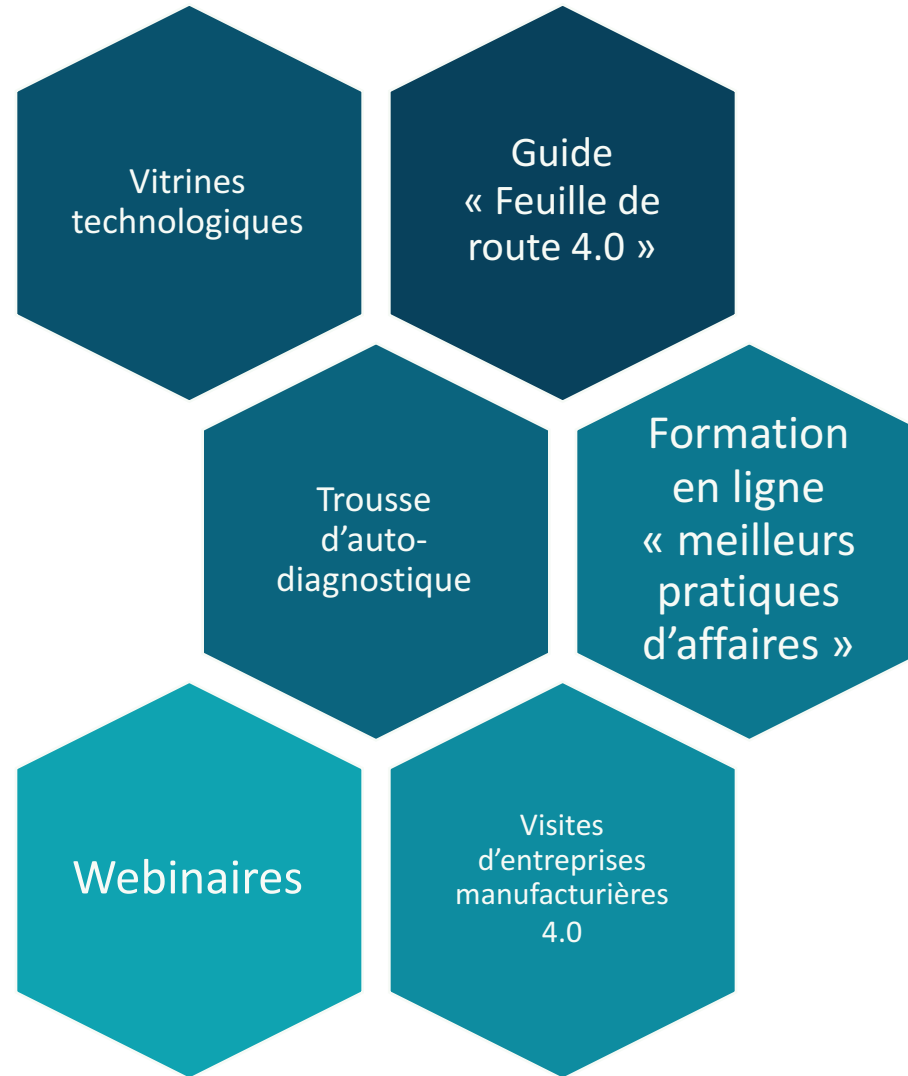 Vitrines
technologiques
Guide
« Feuille de
route 4.0 »
Trousse
d’auto-
diagnostique
Formation
en ligne
« meilleurs
pratiques
d’affaires »
Webinaires
Visites
d’entreprises
manufacturières
4.0